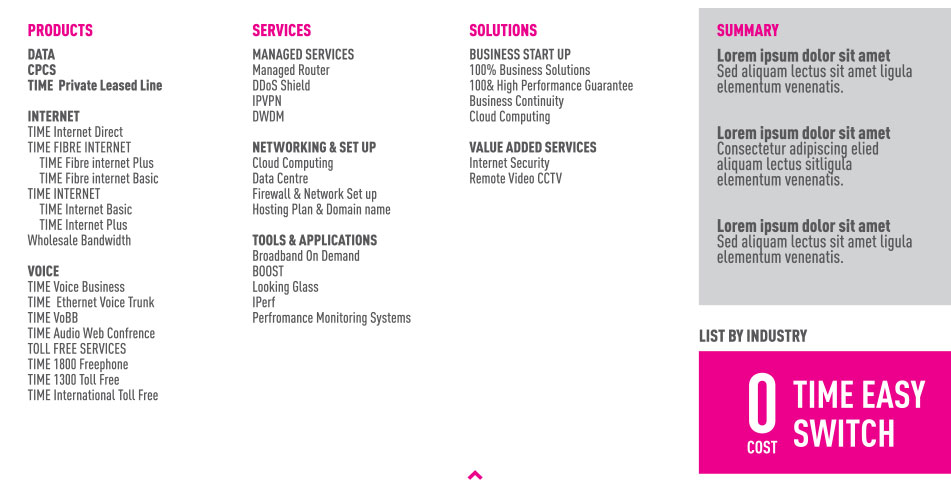 PRODUCTS
DATA
CPCS
TIME Private Leased Line
INTERNET
TIME Internet Direct
TIME FIBRE INTERNET
TIME Fibre internet Plus
TIME Fibre internet Basic
TIME INTERNET
TIME Internet Basic
TIME Internet Plus
Wholesale Bandwidth
VOICE
TIME Voice Business
TIME Ethernet Voice Trunk
TIME VoBB
TIME Audio Web Confrence
TOLL FREE SERVICES
TIME 1800 Freephone
TIME 1300 Toll Free
TIME International Toll Free
SERVICES
MANAGED SERVICES
Managed Router
DDoS Shield
IPVPN
DWDM
NETWORKING & SET UP
Cloud Computing
Data Centre
Firewall & Network Set up
Hosting Plan & Domain name
TOOLS & APPLICATIONS
Broadband On Demand
BOOST
Looking Glass
IPerf
Perfromance Monitoring Systems
SOLUTIONS
BUSINESS START UP
100% Business Solutions
100& High Performance Guarantee
Business Continuity
Cloud Computing
VALUE ADDED SERVICES
Internet Security
Remote Video CCTV
SUMMARY
Lorem ipsum dolor sit amet
Sed aliquam lectus sit amet ligula
elementum venenatis.
Lorem ipsum dolor sit amet
Consectetur adipiscing elied
aliquam lectus sitligula
elementum venenatis.
Lorem ipsum dolor sit amet
Sed aliquam lectus sit amet ligula
elementum venenatis.
LIST BY INDUSTRY
0
COST
TIME EASY
SWITCH